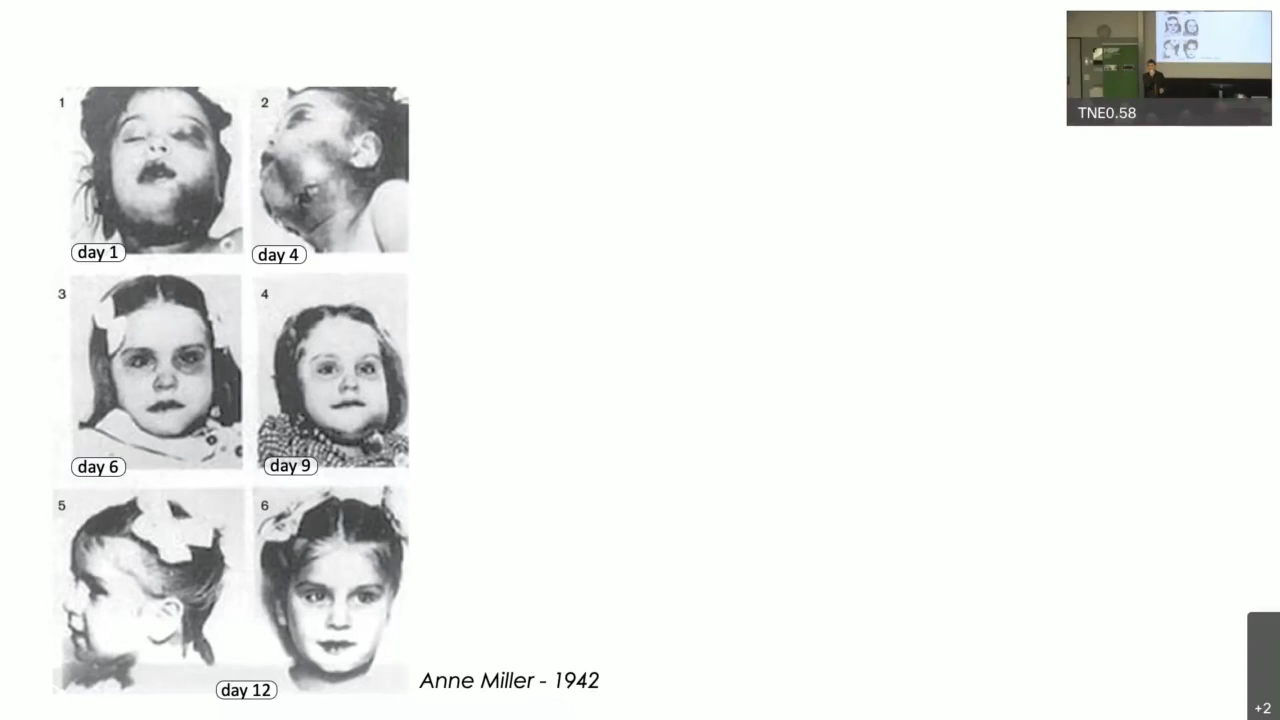 1
2
day 1
day 4
3
4
day 6
day 9
5
6
day 12
Anne Miller - 1942
TNE0.58
+2